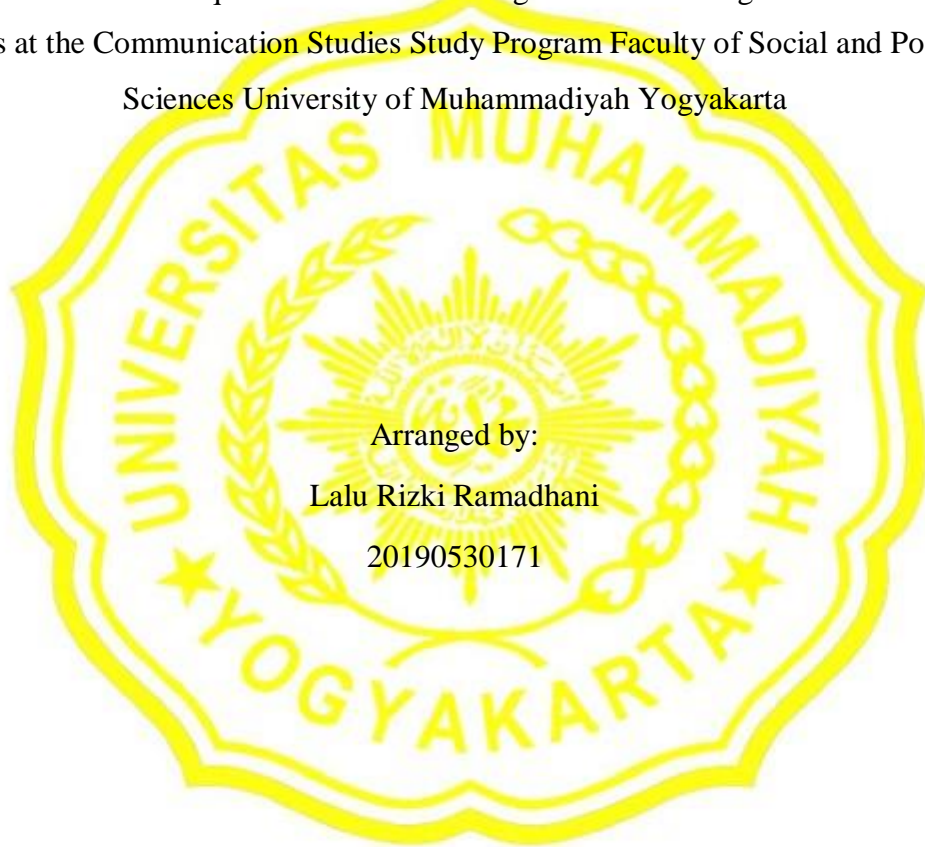 s at the Communication Studies Study Program Faculty of Social and Po
Sciences University of Muhammadiyah Yogyakarta
UNIVERSITAS MUHAMMADIYAH
Arranged by:
Lalu Rizki Ramadhani
20190530171
YOGYAKARTA